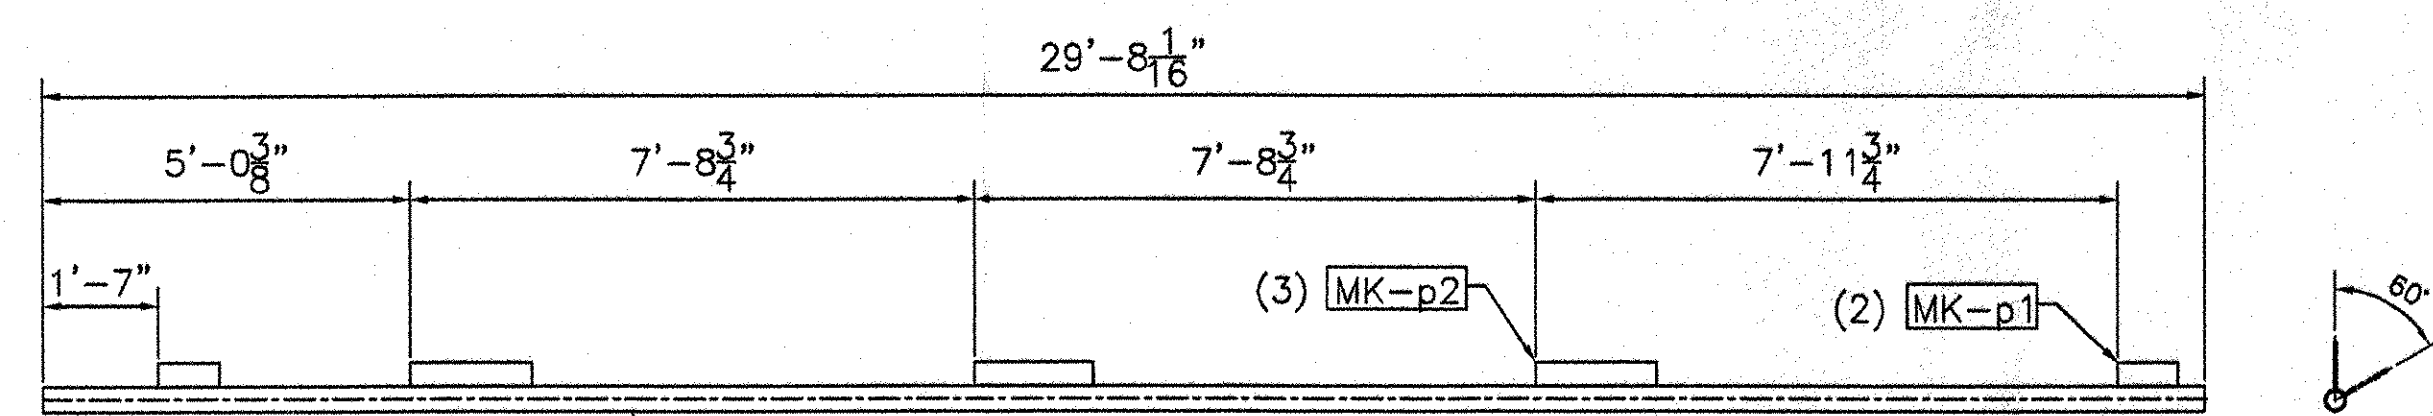 29'-8 1/16"
5'-0 3/8" 7'-8 3/4" 7'-8 3/4" 7'-11 3/4"
1'-7" (3) MK-p2 (2) MK-p1 60°